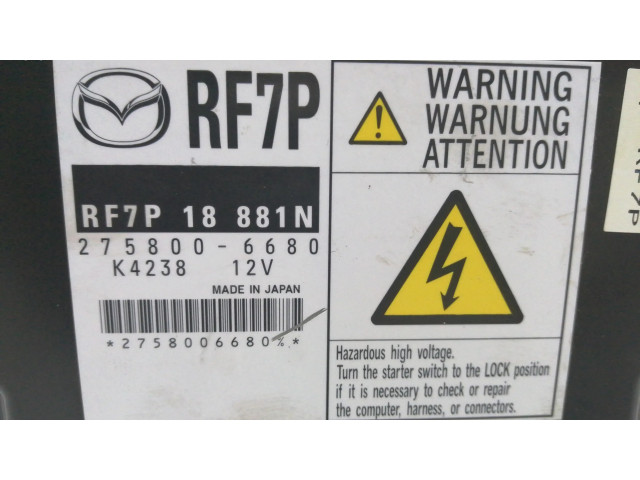 RF7P
RF7P 18 881N
275800-6680
K4238 12V
MADE IN JAPAN
*2758006680%*
WARNING
WARNUNG
ATTENTION
Hazardous high voltage.
Turn the starter switch to the LOCK position
if it is necessary to check or repair
the computer, harness, or connectors.
RF7P